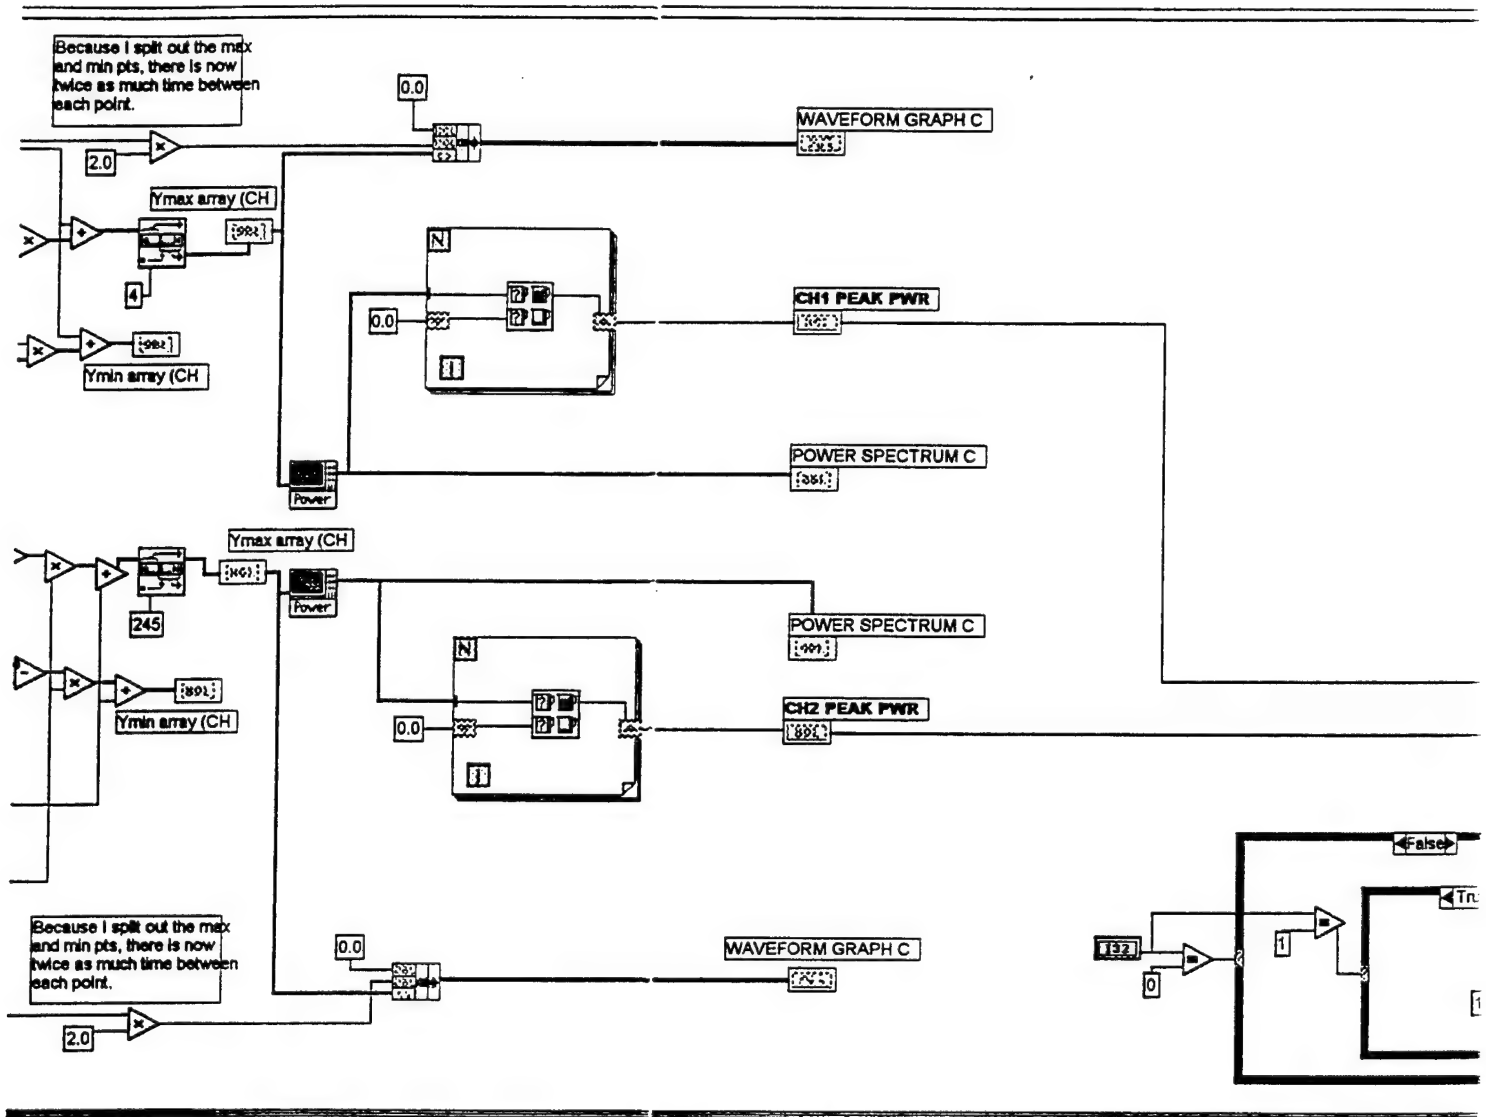 Because I split out the max
and min pts, there is now
twice as much time between
each point.
0.0
WAVEFORM GRAPH C
2.0
Ymax array (CH
N
4
0.0
CH1 PEAK PWR
Ymin array (CH
i
POWER SPECTRUM C
Power
Ymax array (CH
Power
245
POWER SPECTRUM C
N
CH2 PEAK PWR
Ymin array (CH
0.0
i
False
Tru
Because I split out the max
and min pts, there is now
twice as much time between
each point.
0.0
WAVEFORM GRAPH C
I32
1
0
1
2.0